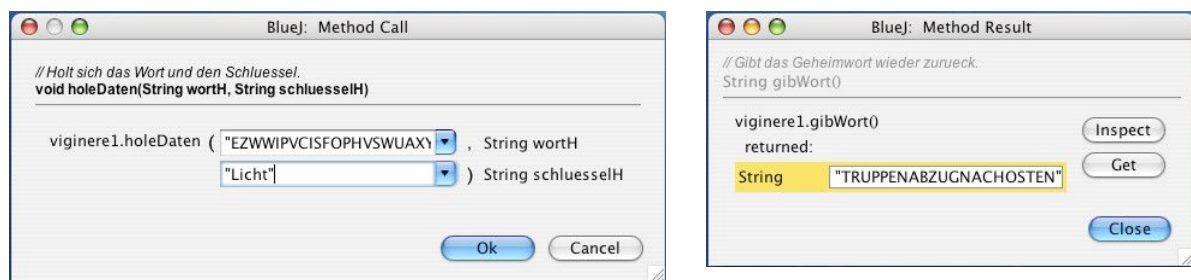 BlueJ: Method Call
// Holt sich das Wort und den Schluessel.
void holeDaten(String wortH, String schluesselH)
viginere1.holeDaten ( "EZWWIPVCISFOPHVSWUAXY , String wortH
"Licht" ) String schluesselH
Ok Cancel
BlueJ: Method Result
// Gibt das Geheimwort wieder zurueck.
String gibWort()
viginere1.gibWort()
returned:
String "TRUPPENABZUGNACHOSTEN"
Inspect
Get
Close